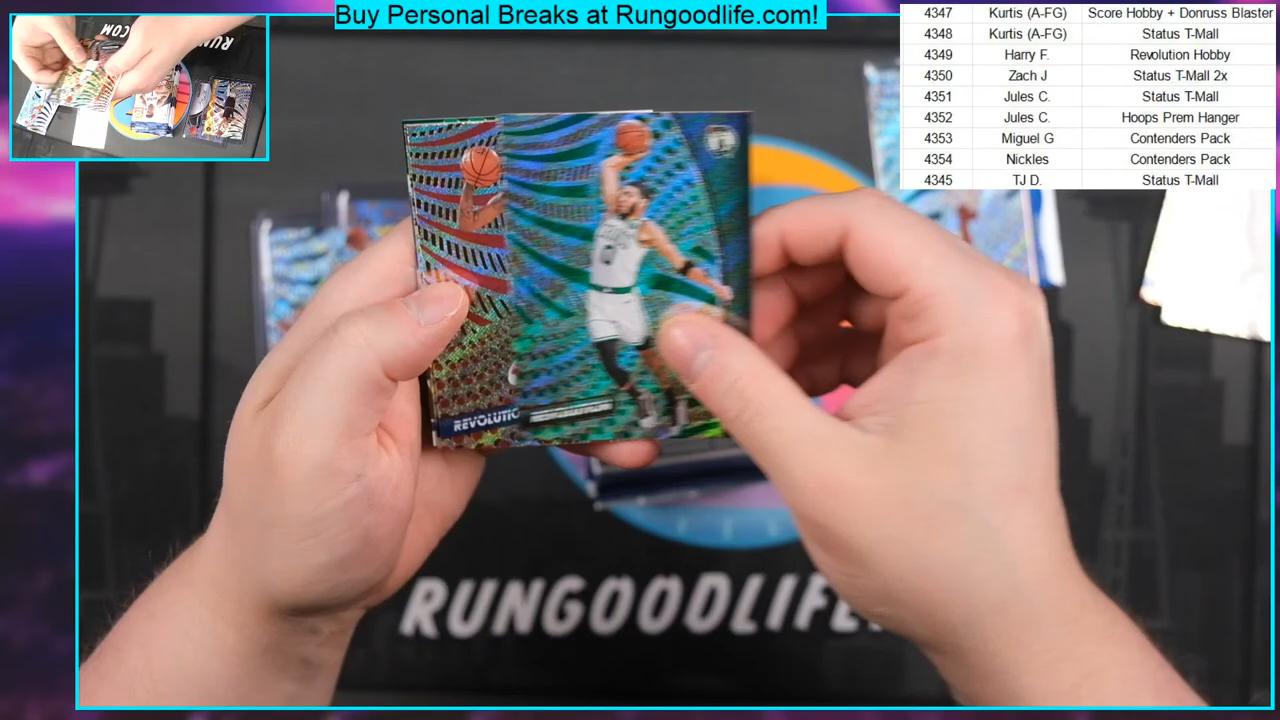 Buy Personal Breaks at Rungoodlife.com!
4347 Kurtis (A-FG) Score Hobby + Donruss Blaster
4348 Kurtis (A-FG) Status T-Mall
4349 Harry F. Revolution Hobby
4350 Zach J Status T-Mall 2x
4351 Jules C. Status T-Mall
4352 Jules C. Hoops Prem Hanger
4353 Miguel G Contenders Pack
4354 Nickles Contenders Pack
4345 TJ D. Status T-Mall
REVOLUTIO
RUNGOODLIFE